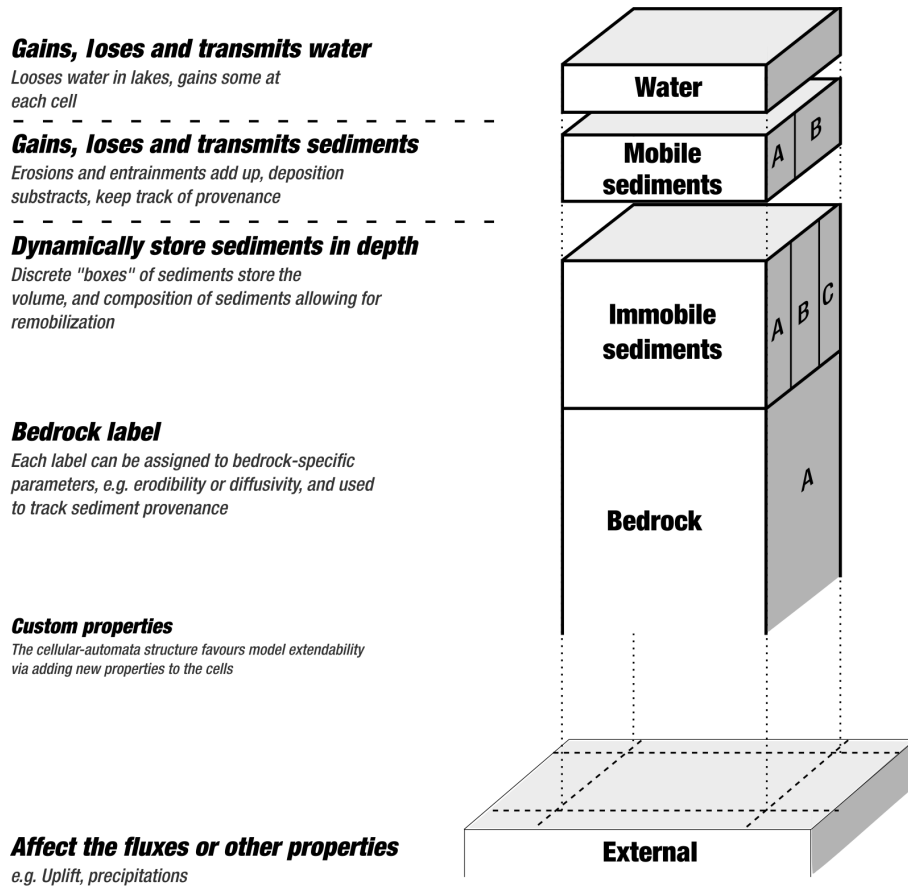 Gains, loses and transmits water
Looses water in lakes, gains some at
each cell
Water
Gains, loses and transmits sediments
Erosions and entrainments add up, deposition
substracts, keep track of provenance
Mobile
sediments
A
B
Dynamically store sediments in depth
Discrete "boxes" of sediments store the
volume, and composition of sediments allowing for
remobilization
Immobile
sediments
A
B
C
Bedrock label
Each label can be assigned to bedrock-specific
parameters, e.g. erodibility or diffusivity, and used
to track sediment provenance
Bedrock
A
Custom properties
The cellular-automata structure favours model extendability
via adding new properties to the cells
Affect the fluxes or other properties
e.g. Uplift, precipitations
External